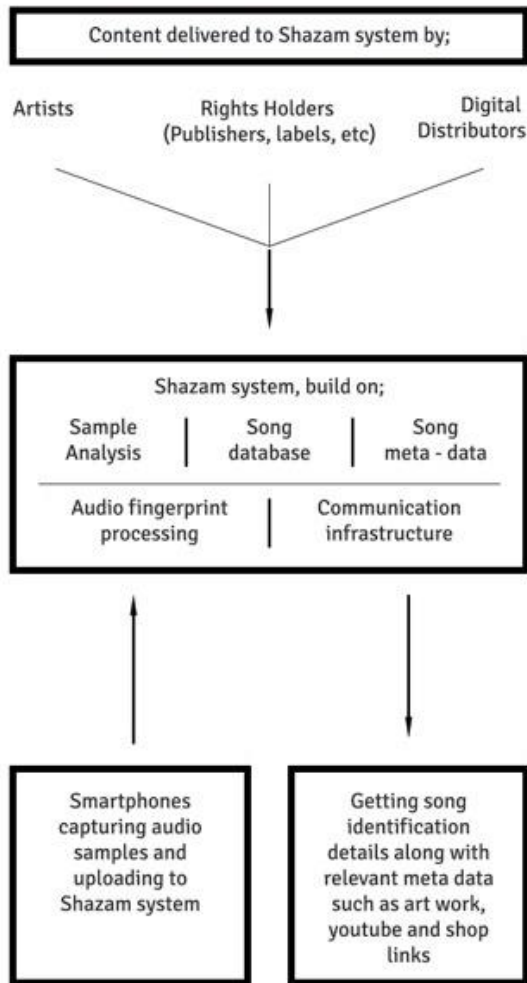 Content delivered to Shazam system by;
Artists
Rights Holders
(Publishers, labels, etc)
Digital
Distributors
Shazam system, build on;
Sample
Analysis
Song
database
Song
meta - data
Audio fingerprint
processing
Communication
infrastructure
Smartphones
capturing audio
samples and
uploading to
Shazam system
Getting song
identification
details along with
relevant meta data
such as art work,
youtube and shop
links